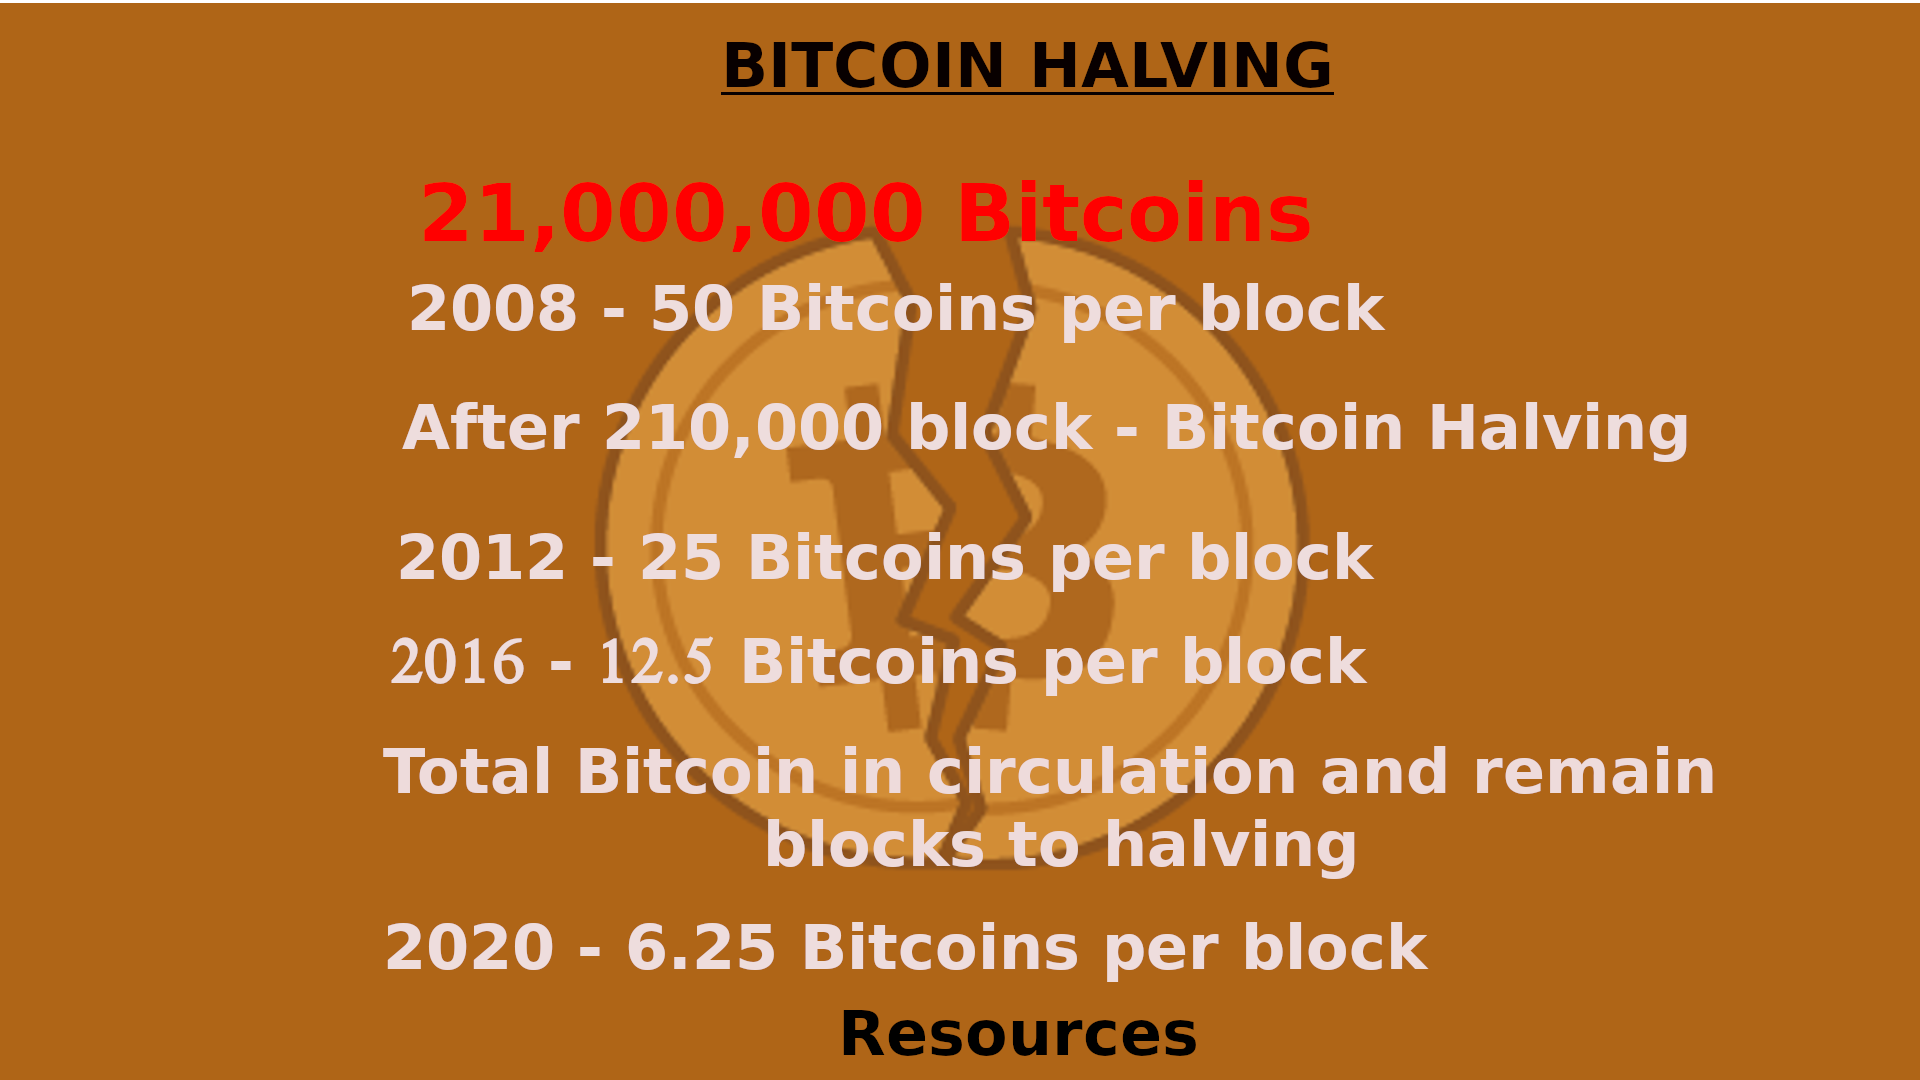 BITCOIN HALVING
21,000,000 Bitcoins
2008 - 50 Bitcoins per block
After 210,000 block - Bitcoin Halving
2012 - 25 Bitcoins per block
2016 - 12.5 Bitcoins per block
Total Bitcoin in circulation and remain
blocks to halving
2020 - 6.25 Bitcoins per block
Resources